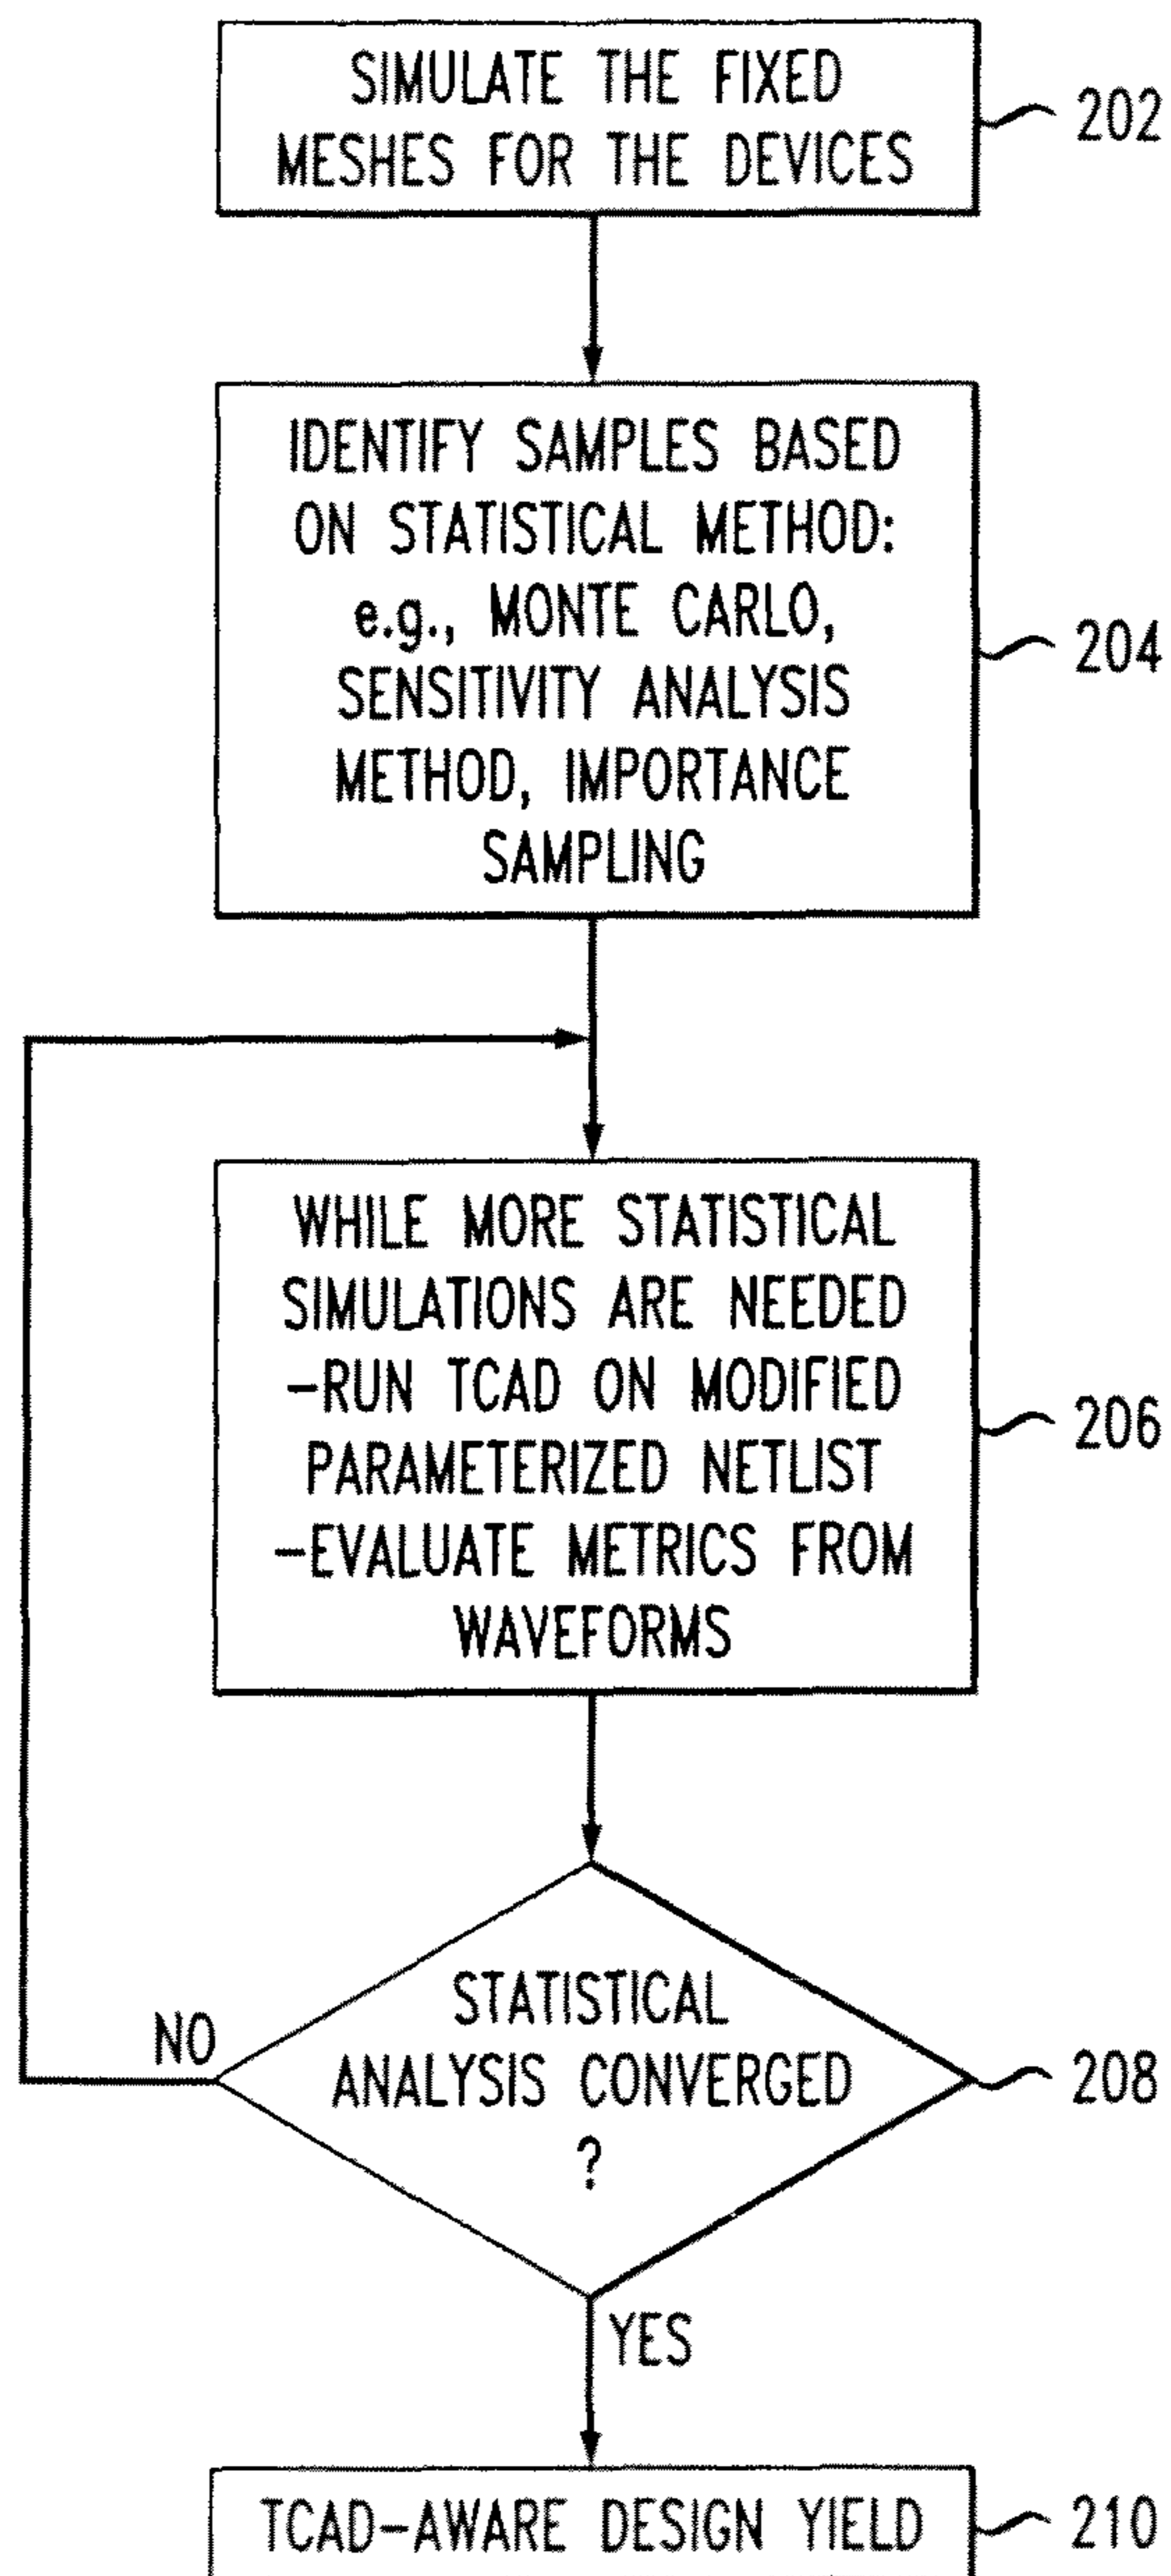 SIMULATE THE FIXED
MESHES FOR THE DEVICES
202
IDENTIFY SAMPLES BASED
ON STATISTICAL METHOD:
e.g., MONTE CARLO,
SENSITIVITY ANALYSIS
METHOD, IMPORTANCE
SAMPLING
204
WHILE MORE STATISTICAL
SIMULATIONS ARE NEEDED
-RUN TCAD ON MODIFIED
PARAMETERIZED NETLIST
-EVALUATE METRICS FROM
WAVEFORMS
206
STATISTICAL
ANALYSIS CONVERGED
?
208
NO
YES
TCAD-AWARE DESIGN YIELD
210